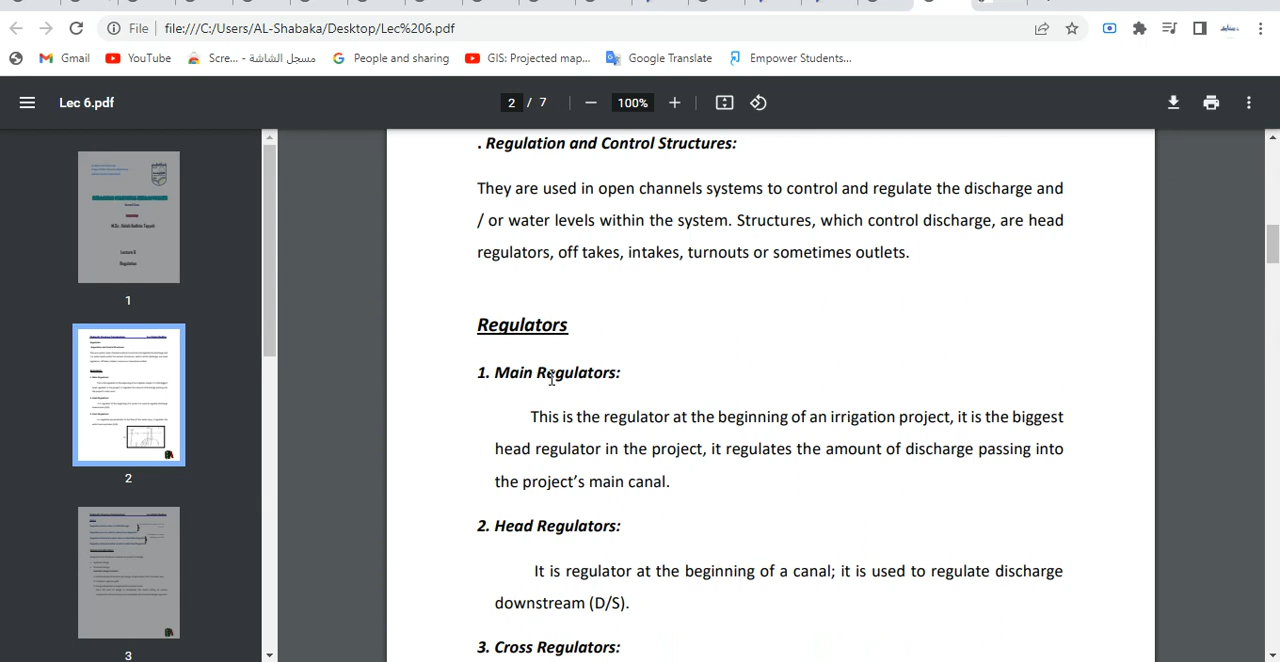 File file:///C:/Users/AL-Shabaka/Desktop/Lec%206.pdf
Gmail YouTube Scre... - مسجل الشاشة People and sharing GIS: Projected map... Google Translate Empower Students...
Lec 6.pdf 2 / 7 100%
. Regulation and Control Structures:
They are used in open channels systems to control and regulate the discharge and
/ or water levels within the system. Structures, which control discharge, are head
regulators, off takes, intakes, turnouts or sometimes outlets.
Regulators
1. Main Regulators:
This is the regulator at the beginning of an irrigation project, it is the biggest
head regulator in the project, it regulates the amount of discharge passing into
the project's main canal.
2. Head Regulators:
It is regulator at the beginning of a canal; it is used to regulate discharge
downstream (D/S).
3. Cross Regulators:
1
2
3